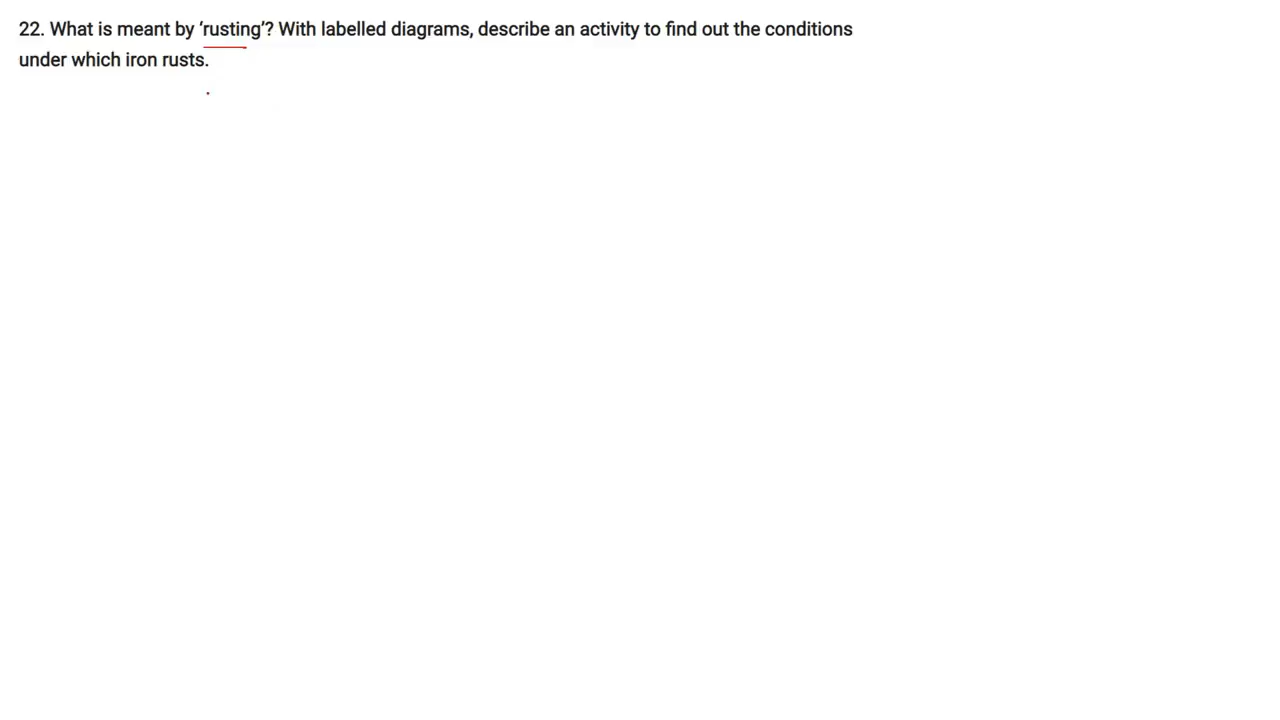 22. What is meant by ‘rusting’? With labelled diagrams, describe an activity to find out the conditions
under which iron rusts.